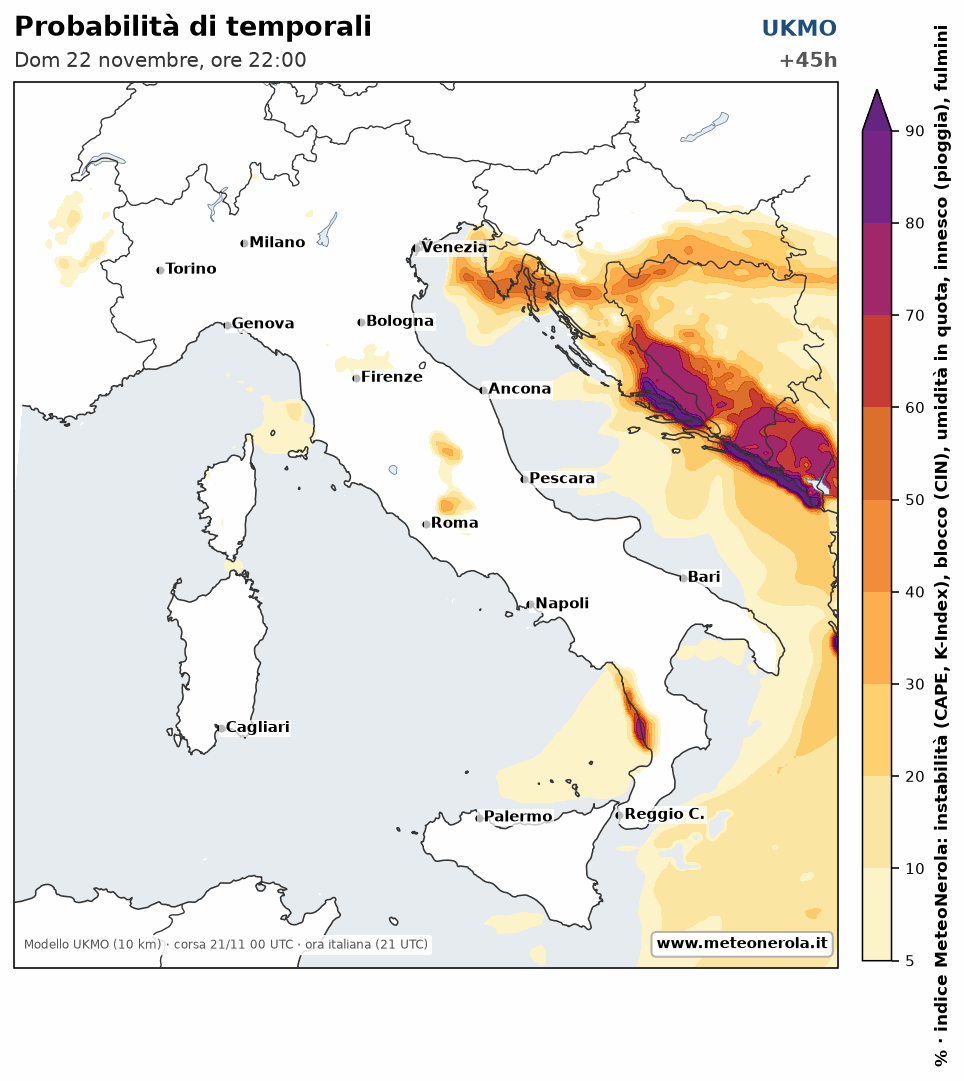 Probabilità di temporali
UKMO
Dom 22 novembre, ore 22:00
+45h
Milano
Venezia
Torino
Genova
Bologna
Firenze
Ancona
Pescara
Roma
Bari
Napoli
Cagliari
Palermo
Reggio C.
Modello UKMO (10 km) · corsa 21/11 00 UTC · ora italiana (21 UTC)
www.meteonerola.it
90
80
70
60
50
40
30
20
10
5
% · indice MeteoNerola: instabilità (CAPE, K-Index), blocco (CIN), umidità in quota, innesco (pioggia), fulmini